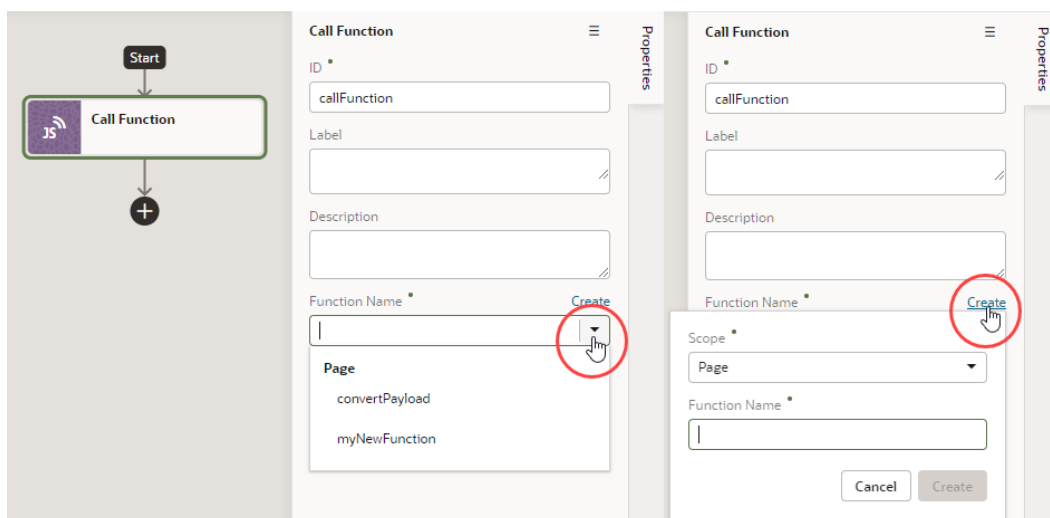 Start
JS
Call Function
Call Function
ID
callFunction
Label
Description
Function Name
Create
Page
convertPayload
myNewFunction
Properties
Call Function
ID
callFunction
Label
Description
Function Name
Create
Scope
Page
Function Name
Cancel
Create
Properties